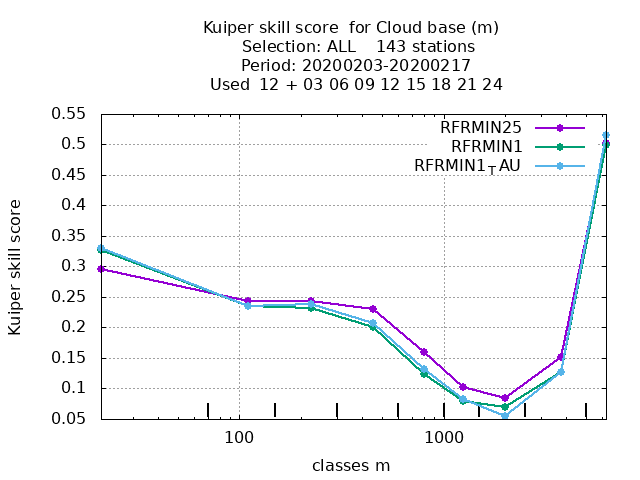 Kuiper skill score  for Cloud base (m)
Selection: ALL    143 stations
Period: 20200203-20200217
Used  12 + 03 06 09 12 15 18 21 24
RFRMIN25
RFRMIN1
RFRMIN1TAU
0.55
0.5
0.45
0.4
0.35
0.3
0.25
0.2
0.15
0.1
0.05
Kuiper skill score
100
1000
classes m